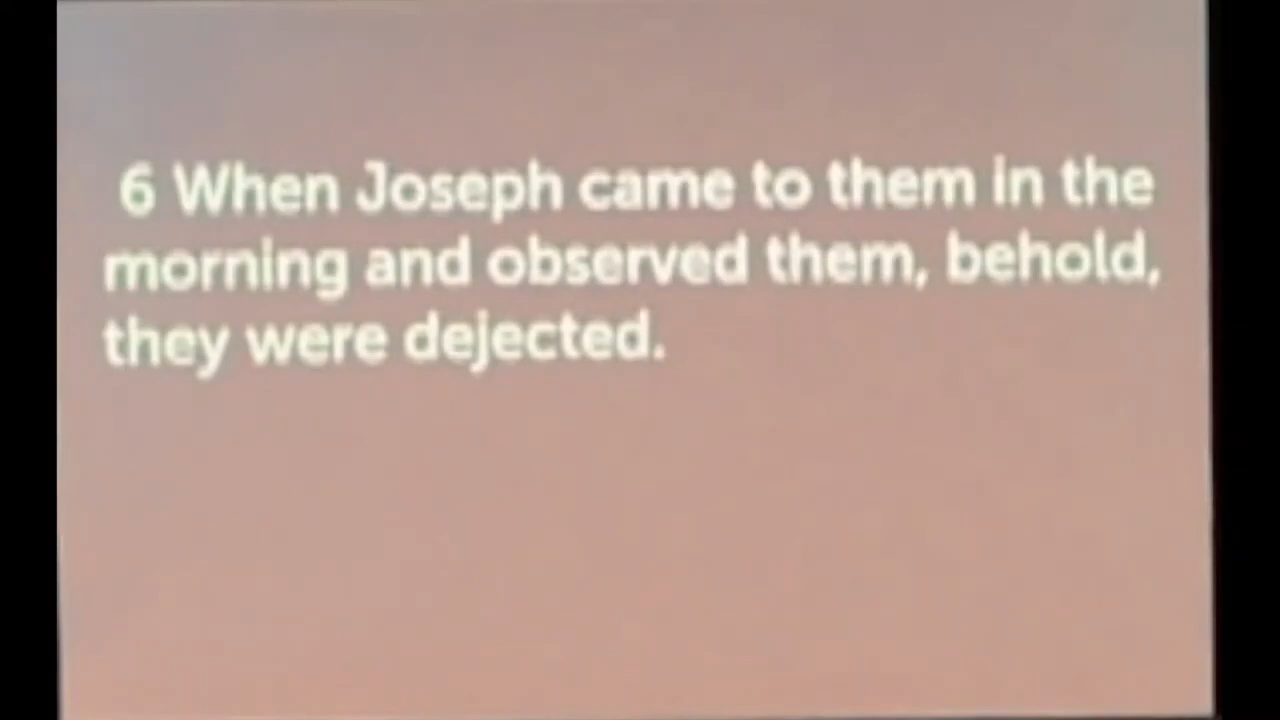 6 When Joseph came to them in the
morning and observed them, behold,
they were dejected.